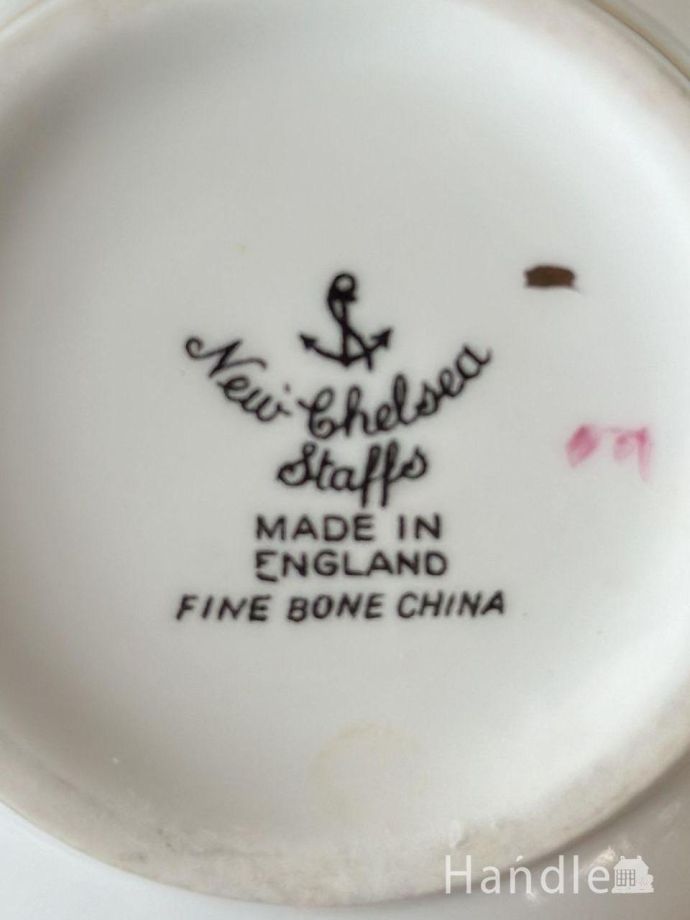 New Chelsea
Staffs
MADE IN
ENGLAND
FINE BONE CHINA
Handle